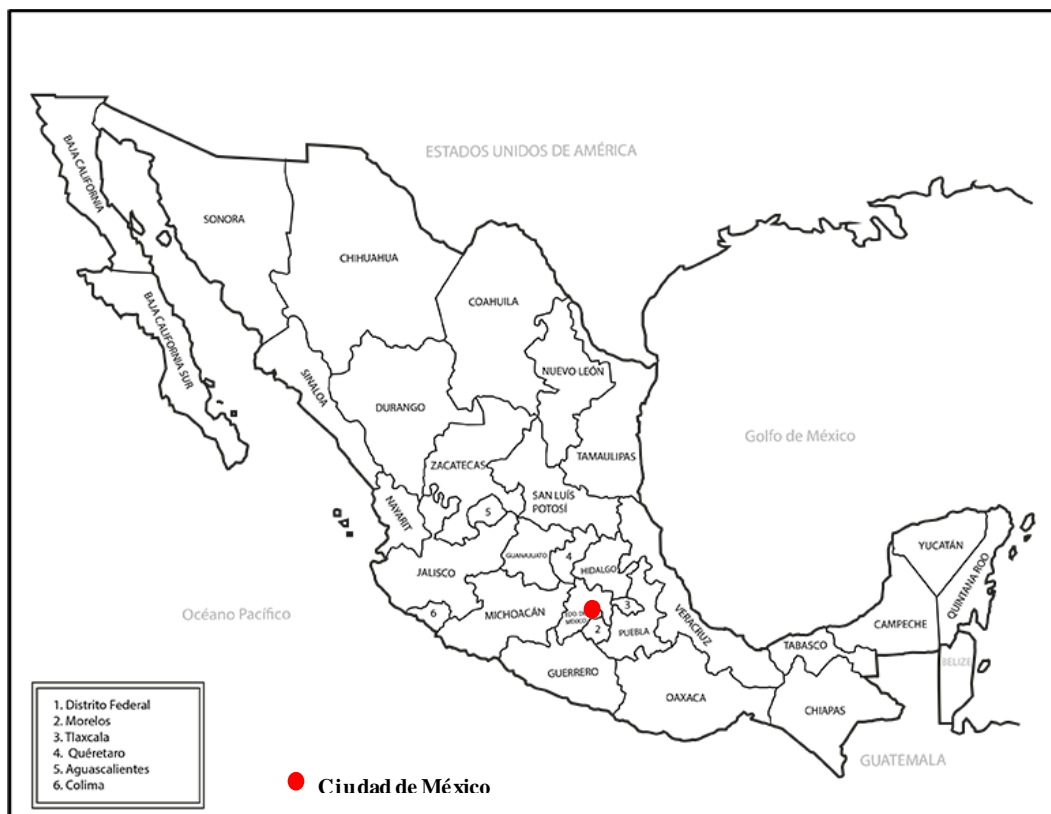 ESTADOS UNIDOS DE AMÉRICA
BAJA CALIFORNIA
SONORA
CHIHUAHUA
COAHUILA
BAJA CALIFORNIA SUR
SINALOA
NUEVO LEÓN
DURANGO
Golfo de México
ZACATECAS
TAMAULIPAS
SAN LUÍS
POTOSÍ
NAYARIT
5
YUCATÁN
QUINTANA ROO
GUANAJUATO
4
HIDALGO
JALISCO
Océano Pacífico
6
MICHOACÁN
EDO. DE
MÉXICO
3
2
PUEBLA
VERACRUZ
CAMPECHE
TABASCO
BELIZE
GUERRERO
OAXACA
CHIAPAS
GUATEMALA
1. Distrito Federal
2. Morelos
3. Tlaxcala
4. Quéretaro
5. Aguascalientes
6. Colima
Ciudad de México